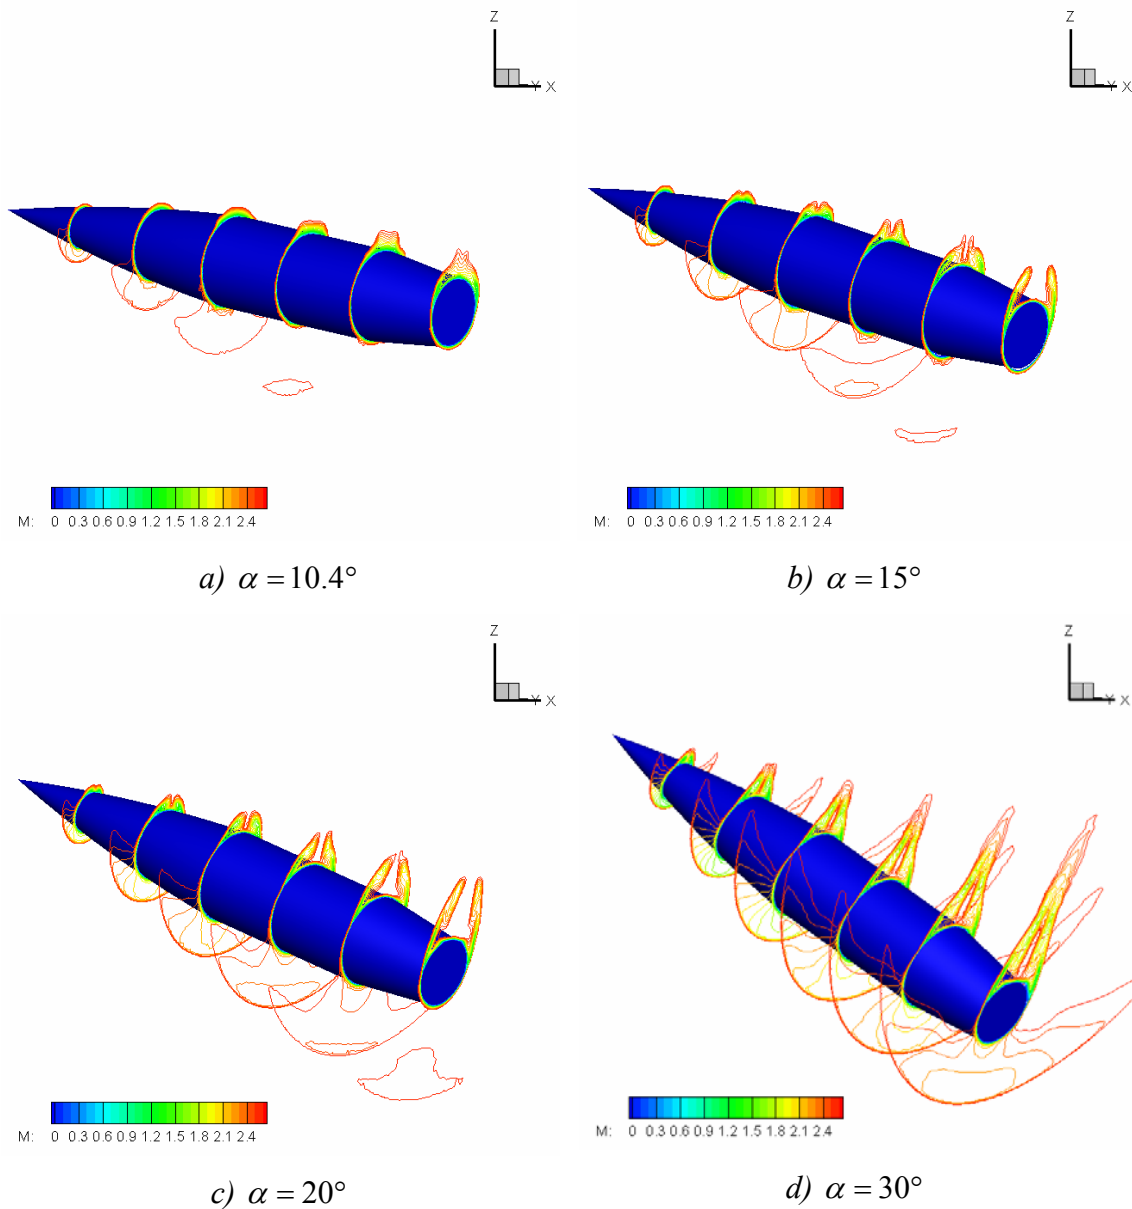 Z
Y X
Z
Y X
M: 0 0.3 0.6 0.9 1.2 1.5 1.8 2.1 2.4
M: 0 0.3 0.6 0.9 1.2 1.5 1.8 2.1 2.4
a) α = 10.4°
b) α = 15°
Z
Y X
Z
Y X
M: 0 0.3 0.6 0.9 1.2 1.5 1.8 2.1 2.4
M: 0 0.3 0.6 0.9 1.2 1.5 1.8 2.1 2.4
c) α = 20°
d) α = 30°